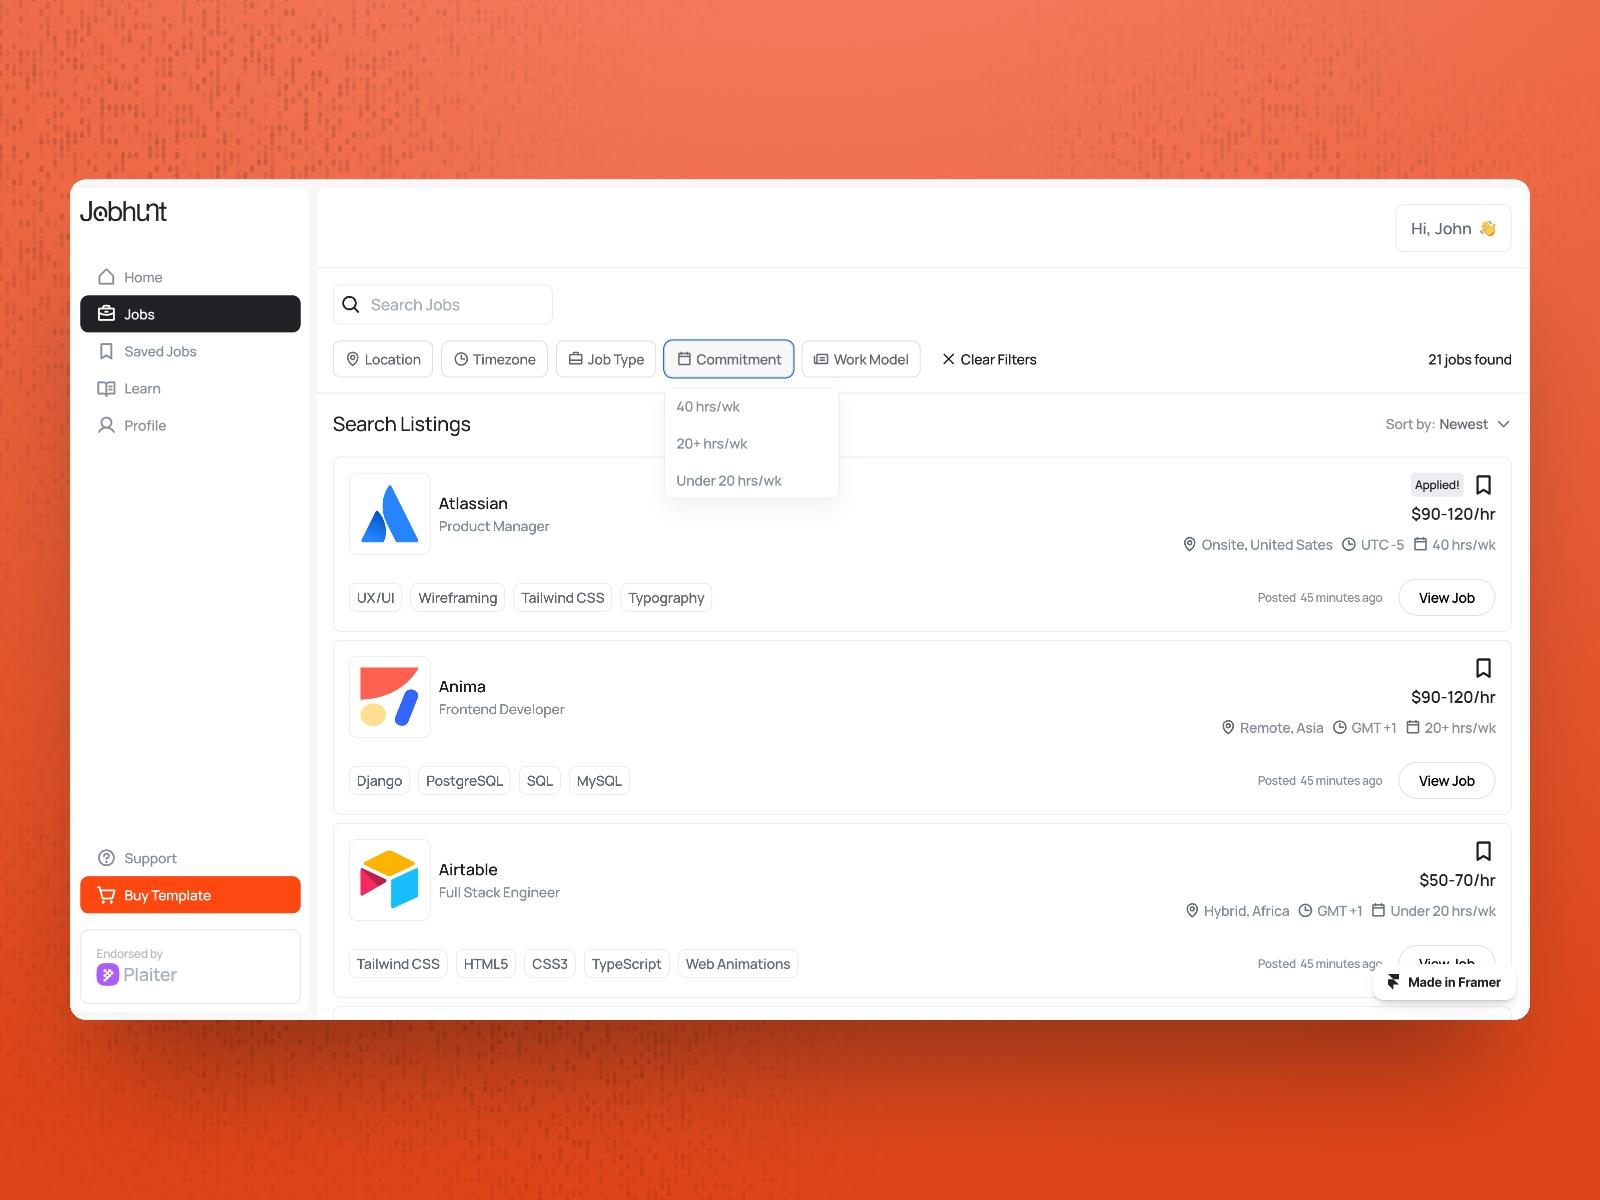 Jobhunt
Hi, John 👋
Home
Jobs
Saved Jobs
Learn
Profile
Support
Buy Template
Endorsed by
Plaiter
Search Jobs
Location
Timezone
Job Type
Commitment
Work Model
Clear Filters
21 jobs found
40 hrs/wk
20+ hrs/wk
Under 20 hrs/wk
Search Listings
Sort by: Newest
Atlassian
Product Manager
Applied!
$90-120/hr
Onsite, United Sates UTC -5 40 hrs/wk
UX/UI Wireframing Tailwind CSS Typography
Posted 45 minutes ago
View Job
Anima
Frontend Developer
$90-120/hr
Remote, Asia GMT +1 20+ hrs/wk
Django PostgreSQL SQL MySQL
Posted 45 minutes ago
View Job
Airtable
Full Stack Engineer
$50-70/hr
Hybrid, Africa GMT +1 Under 20 hrs/wk
Tailwind CSS HTML5 CSS3 TypeScript Web Animations
Posted 45 minutes ago
View Job
Made in Framer